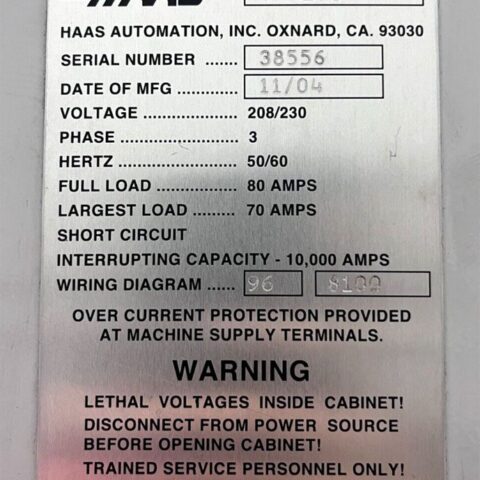 HAAS
HAAS AUTOMATION, INC. OXNARD, CA. 93030
SERIAL NUMBER ....... 38556
DATE OF MFG ............. 11/04
VOLTAGE .................... 208/230
PHASE ......................... 3
HERTZ ......................... 50/60
FULL LOAD ................. 80 AMPS
LARGEST LOAD ......... 70 AMPS
SHORT CIRCUIT
INTERRUPTING CAPACITY - 10,000 AMPS
WIRING DIAGRAM ...... 96 8100
OVER CURRENT PROTECTION PROVIDED
AT MACHINE SUPPLY TERMINALS.
WARNING
LETHAL VOLTAGES INSIDE CABINET!
DISCONNECT FROM POWER SOURCE
BEFORE OPENING CABINET!
TRAINED SERVICE PERSONNEL ONLY!